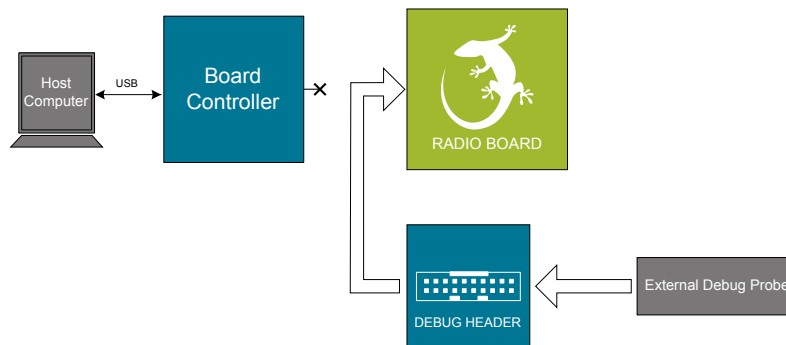 Host
Computer
USB
Board
Controller
RADIO BOARD
DEBUG HEADER
External Debug Probe